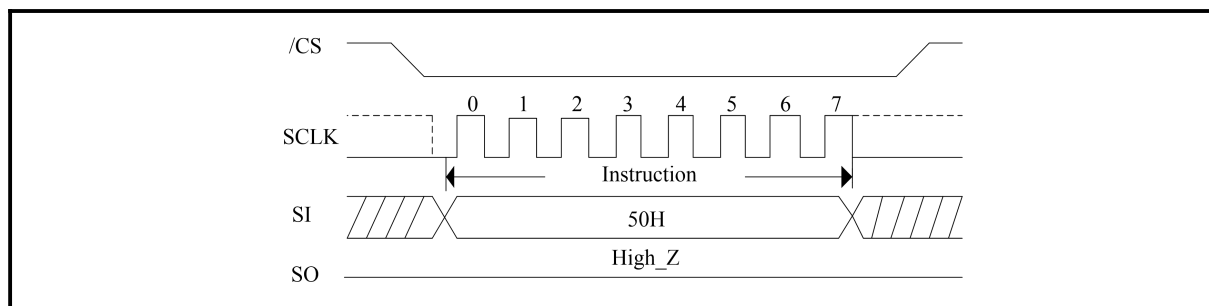 /CS
0 1 2 3 4 5 6 7
SCLK
Instruction
SI
50H
High_Z
SO